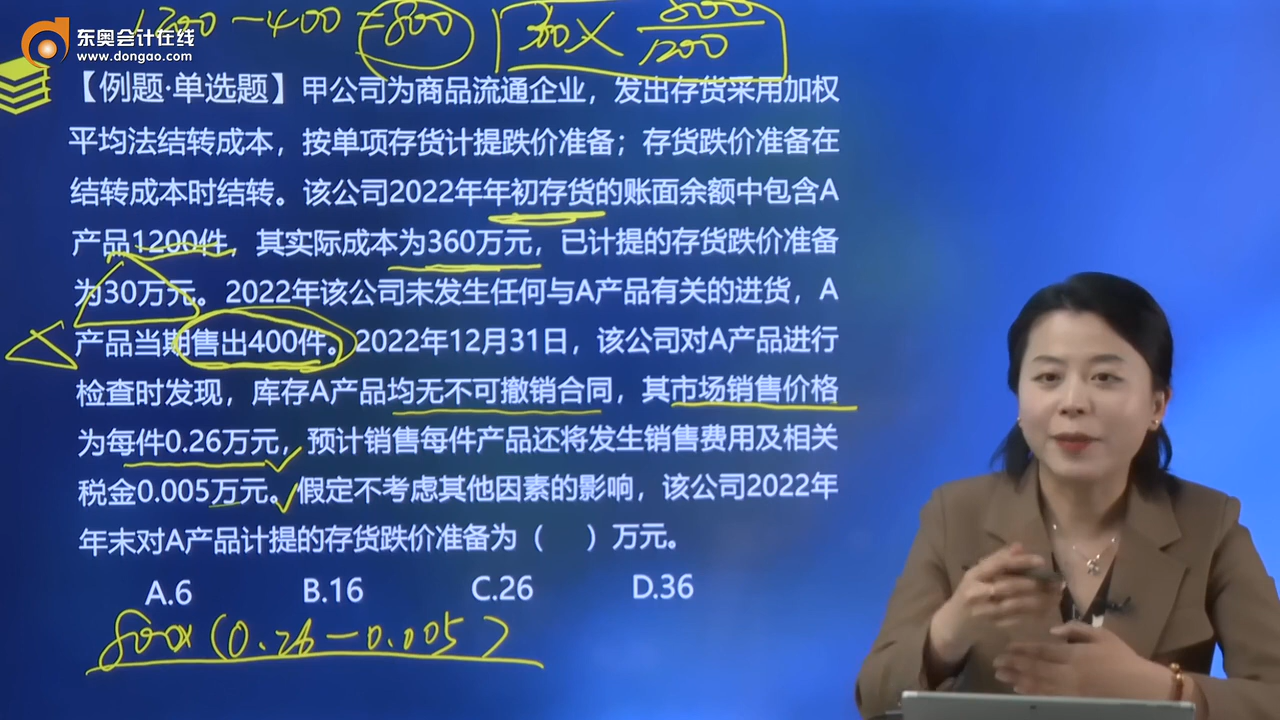 1200-400=800
360×800/1200
东奥会计在线
www.dongao.com
【例题·单选题】甲公司为商品流通企业，发出存货采用加权
平均法结转成本，按单项存货计提跌价准备；存货跌价准备在
结转成本时结转。该公司2022年年初存货的账面余额中包含A
产品1200件，其实际成本为360万元，已计提的存货跌价准备
为30万元。2022年该公司未发生任何与A产品有关的进货，A
产品当期售出400件。2022年12月31日，该公司对A产品进行
检查时发现，库存A产品均无不可撤销合同，其市场销售价格
为每件0.26万元，预计销售每件产品还将发生销售费用及相关
税金0.005万元。假定不考虑其他因素的影响，该公司2022年
年末对A产品计提的存货跌价准备为（ ）万元。
A.6 B.16 C.26 D.36
800×(0.26-0.005)